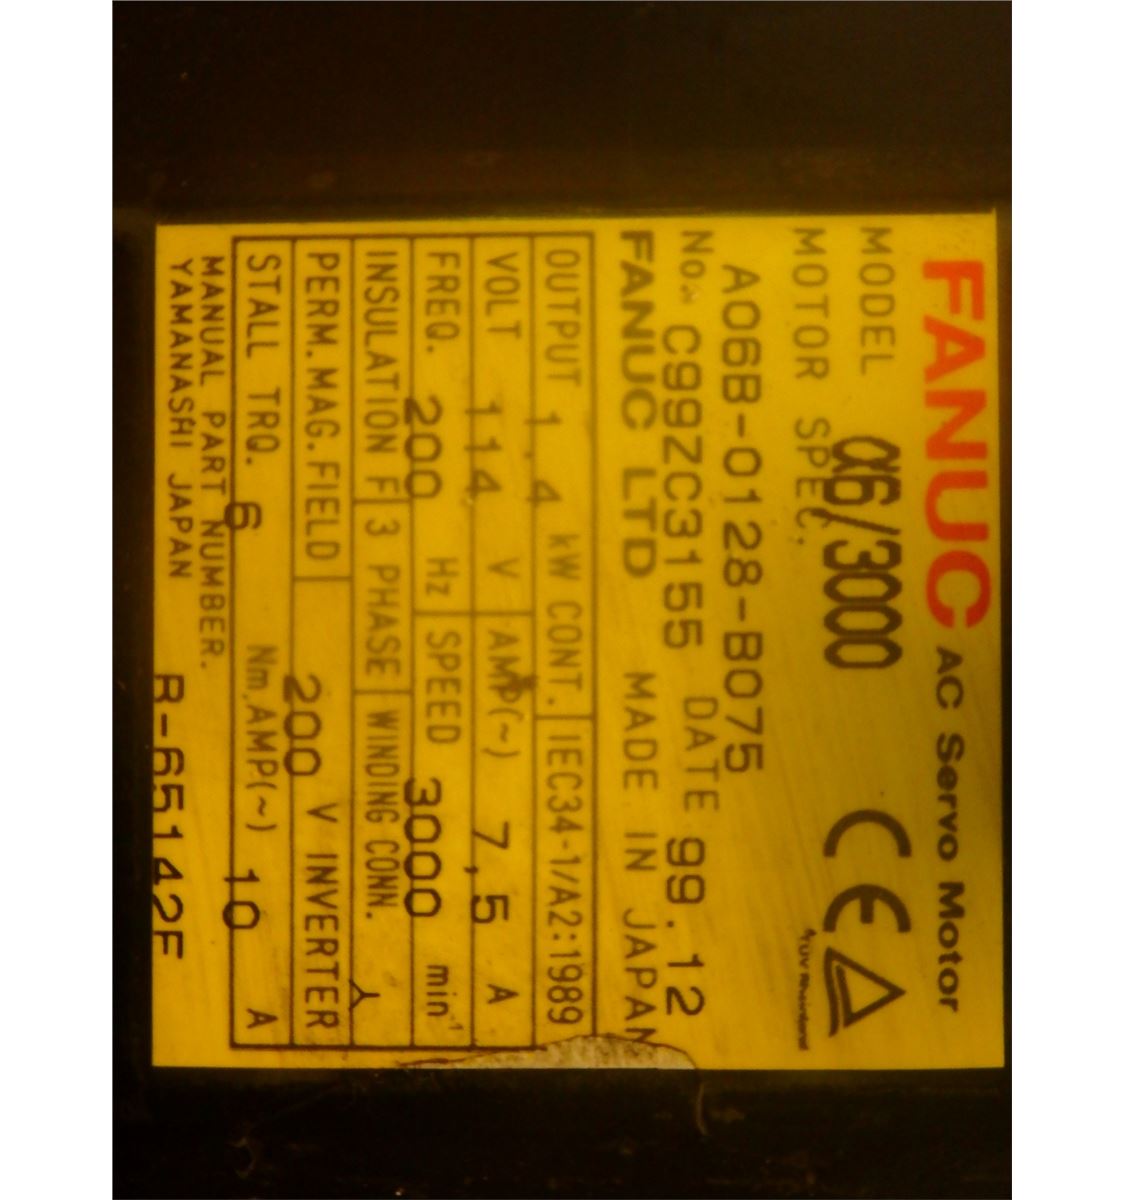 FANUC AC Servo Motor
MODEL α6/3000 CE
TÜV Rheinland
MOTOR SPEC.
A06B-0128-B075
No. C99ZC3155 DATE 99.12
FANUC LTD MADE IN JAPAN
OUTPUT 1.4 kW CONT. IEC34-1/A2:1989
VOLT 114 V AMP(~) 7,5 A
FREQ. 200 Hz SPEED 3000 min-1
INSULATION F 3 PHASE WINDING CONN.
PERM.MAG.FIELD 200 V INVERTER
STALL TRQ. 6 Nm,AMP(~) 10 A
MANUAL PART NUMBER. R-65142F
YAMANASHI JAPAN